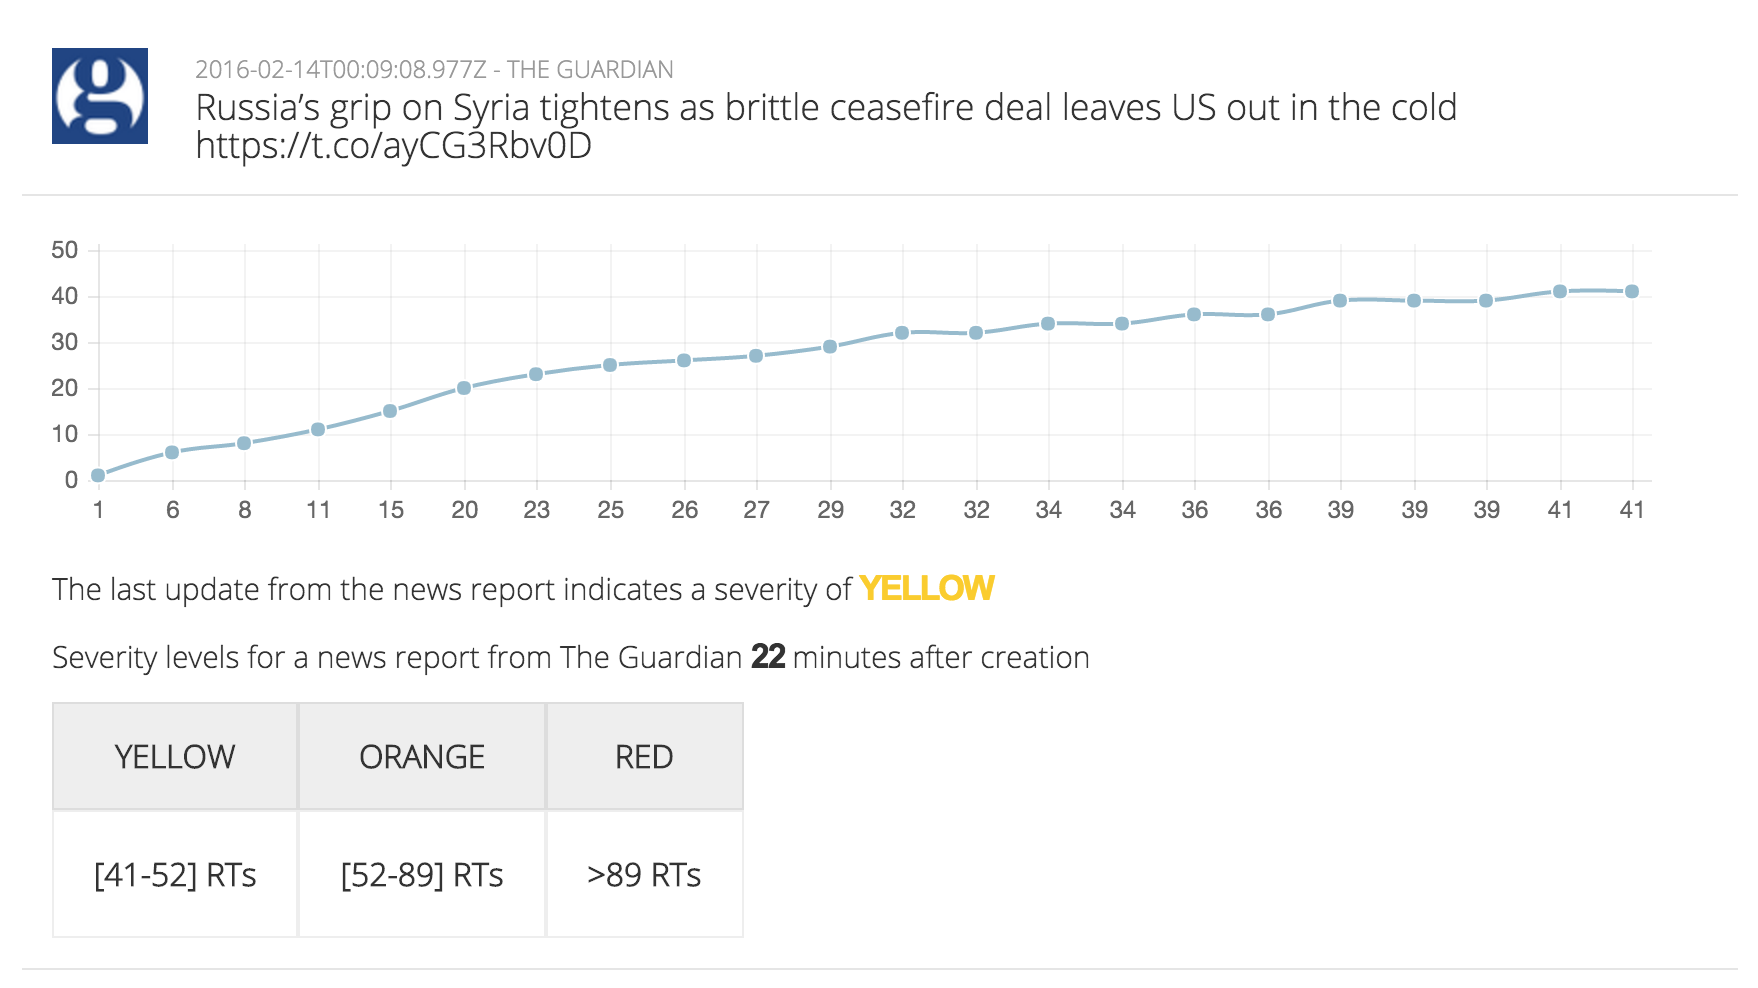 g
2016-02-14T00:09:08.977Z - THE GUARDIAN
Russia’s grip on Syria tightens as brittle ceasefire deal leaves US out in the cold
https://t.co/ayCG3Rbv0D
50
40
30
20
10
0
1 6 8 11 15 20 23 25 26 27 29 32 32 34 34 36 36 39 39 39 41 41
The last update from the news report indicates a severity of YELLOW
Severity levels for a news report from The Guardian 22 minutes after creation
YELLOW ORANGE RED
[41-52] RTs [52-89] RTs >89 RTs